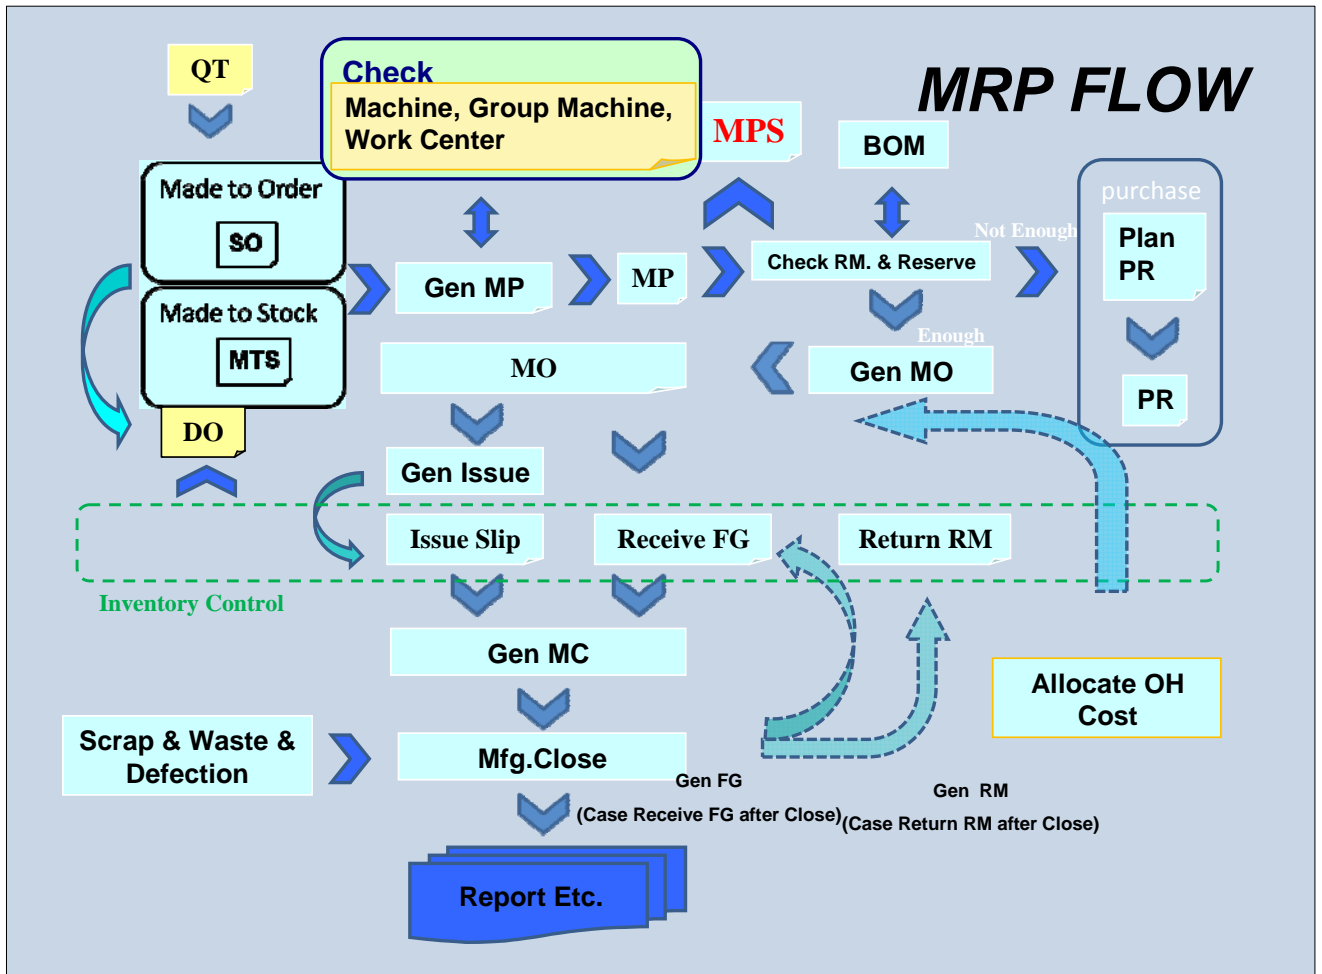 MRP FLOW
QT
Check
Machine, Group Machine,
Work Center
MPS
BOM
Made to Order
SO
purchase
Plan
PR
Not Enough
Check RM. & Reserve
Gen MP
MP
Made to Stock
MTS
Enough
MO
Gen MO
PR
DO
Gen Issue
Issue Slip
Receive FG
Return RM
Inventory Control
Gen MC
Allocate OH
Cost
Scrap & Waste &
Defection
Mfg.Close
Gen FG
(Case Receive FG after Close)
Gen RM
(Case Return RM after Close)
Report Etc.